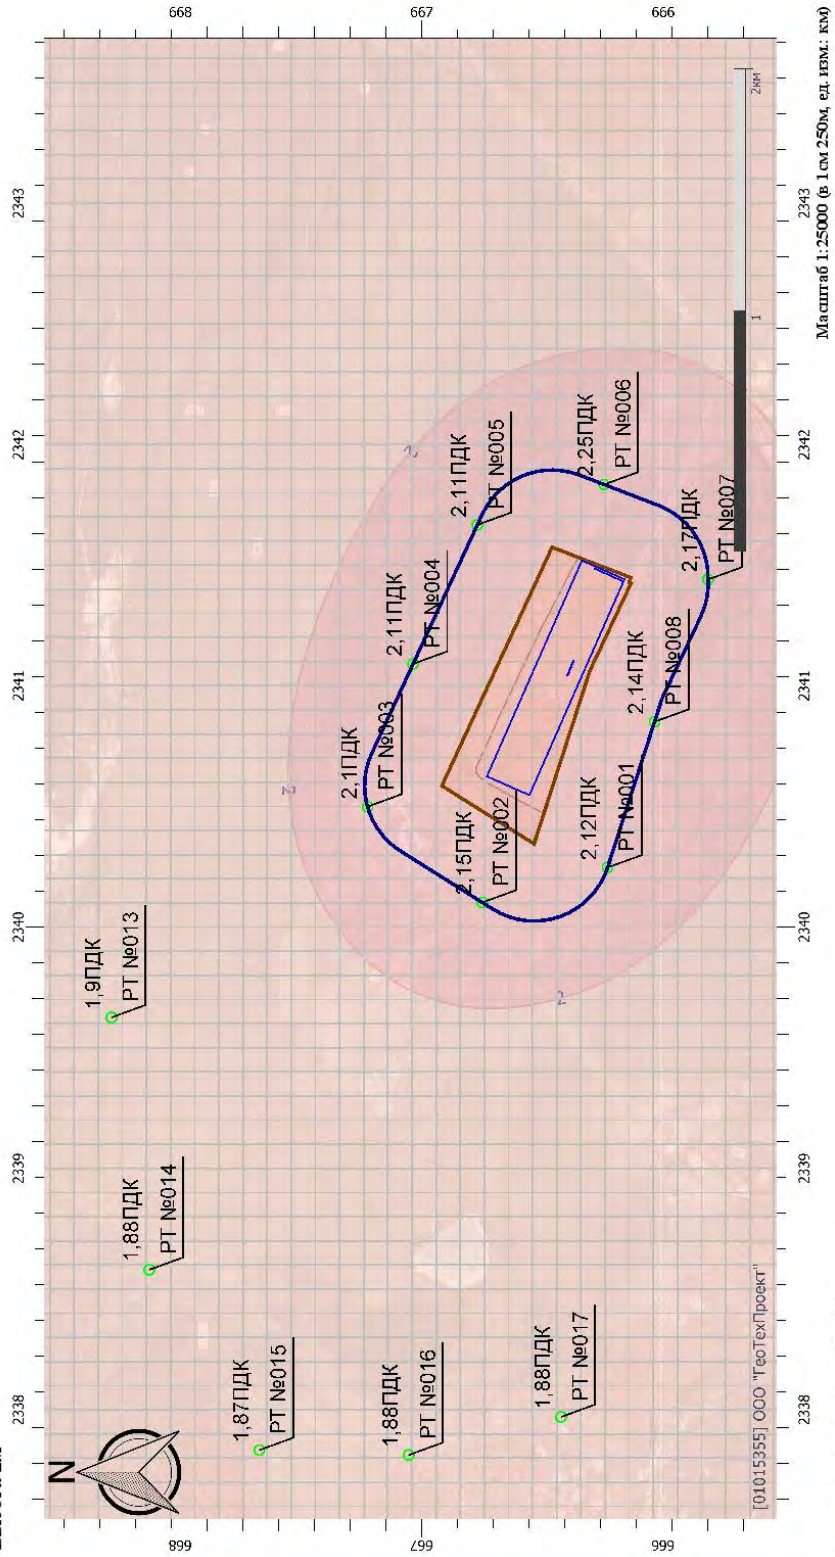 668
667
666
2338
2339
2340
2341
2342
2343
N
1,9ПДК
РТ №013
1,88ПДК
РТ №014
1,87ПДК
РТ №015
1,88ПДК
РТ №016
1,88ПДК
РТ №017
2,1ПДК
РТ №003
2,11ПДК
РТ №004
2,11ПДК
РТ №005
2,25ПДК
РТ №006
2,15ПДК
РТ №002
2,12ПДК
РТ №001
2,14ПДК
РТ №008
2,17ПДК
РТ №007
2
2
2
2
1
2км
[01015355] ООО "ГеоТехПроект"
2338
2339
2340
2341
2342
2343
668
667
666
Масштаб 1:25000 (в 1см 250м, ед. изм.: км)